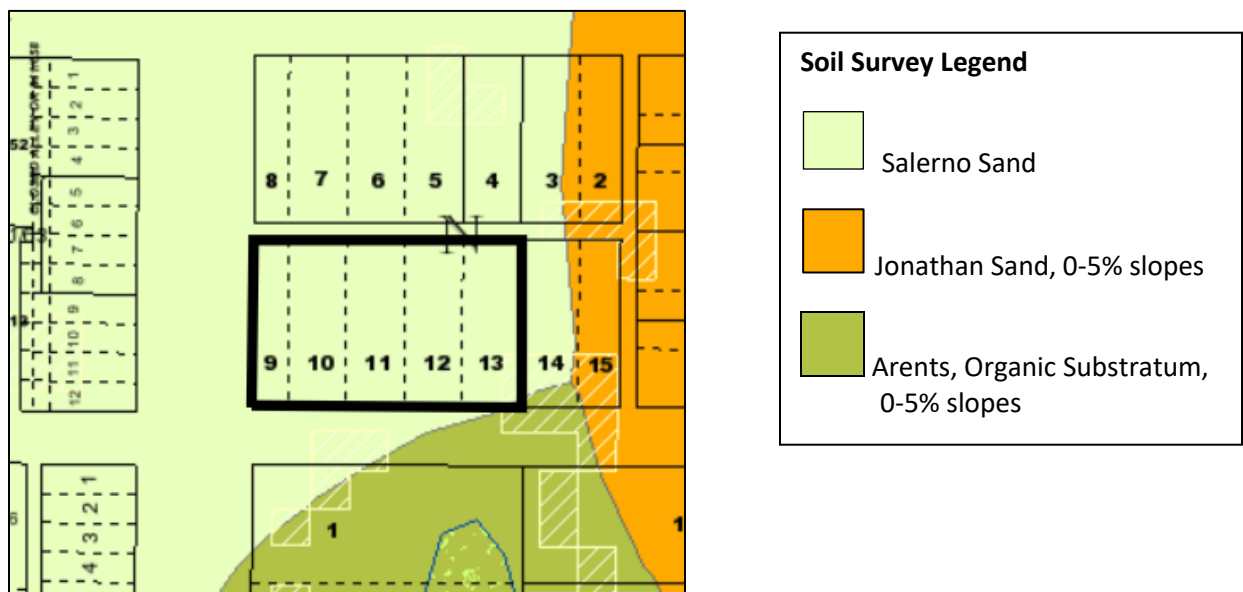 8 7 6 5 4 3 2
N
9 10 11 12 13 14 15
1
1
2
3
4
5
6
7
8
9
10
11
12
52
1
2
3
4
1
Soil Survey Legend
Salerno Sand
Jonathan Sand, 0-5% slopes
Arents, Organic Substratum,
0-5% slopes